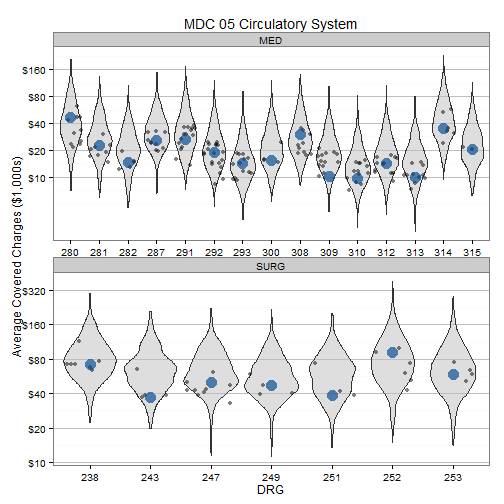 MDC 05 Circulatory System
MED
$160
$80
$40
$20
$10
280 281 282 287 291 292 293 300 308 309 310 312 313 314 315
SURG
$320
$160
$80
$40
$20
$10
238 243 247 249 251 252 253
DRG
Average Covered Charges ($1,000s)